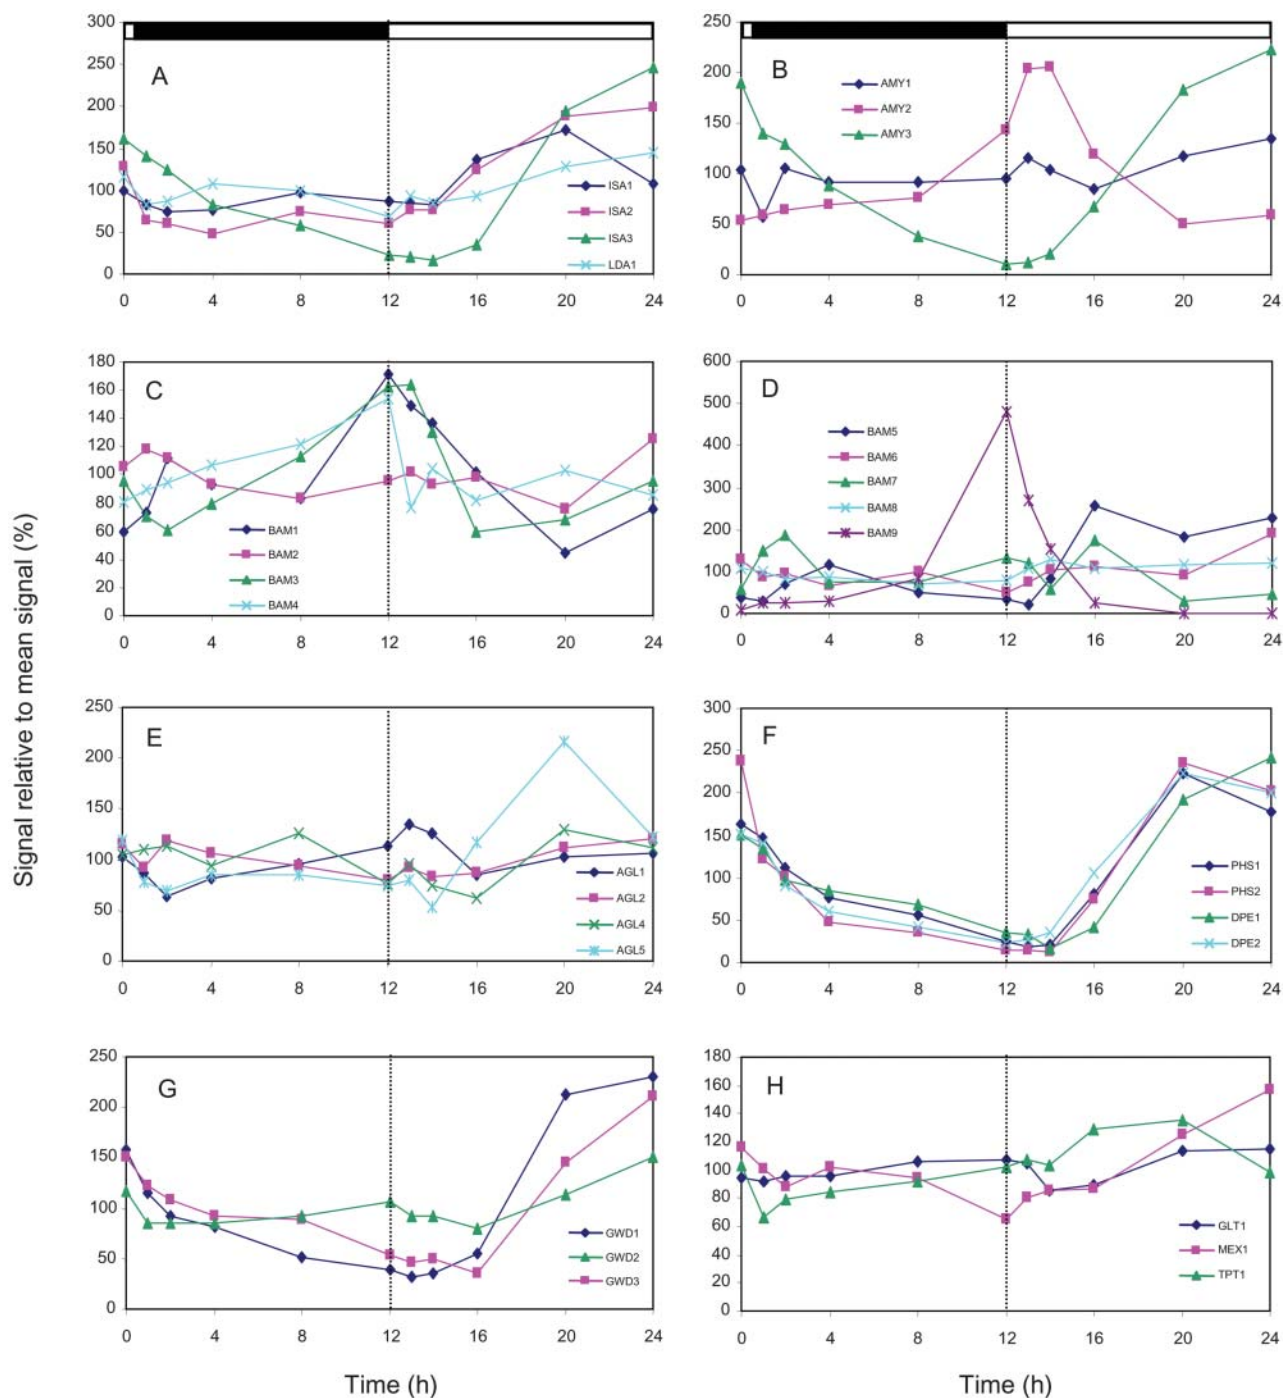 A
300
250
200
150
100
50
0
0 4 8 12 16 20 24
ISA1
ISA2
ISA3
LDA1
B
250
200
150
100
50
0
0 4 8 12 16 20 24
AMY1
AMY2
AMY3
C
180
160
140
120
100
80
60
40
20
0
0 4 8 12 16 20 24
BAM1
BAM2
BAM3
BAM4
D
600
500
400
300
200
100
0
0 4 8 12 16 20 24
BAM5
BAM6
BAM7
BAM8
BAM9
Signal relative to mean signal (%)
E
250
200
150
100
50
0
0 4 8 12 16 20 24
AGL1
AGL2
AGL4
AGL5
F
300
250
200
150
100
50
0
0 4 8 12 16 20 24
PHS1
PHS2
DPE1
DPE2
G
250
200
150
100
50
0
0 4 8 12 16 20 24
GWD1
GWD2
GWD3
Time (h)
H
180
160
140
120
100
80
60
40
20
0
0 4 8 12 16 20 24
GLT1
MEX1
TPT1
Time (h)